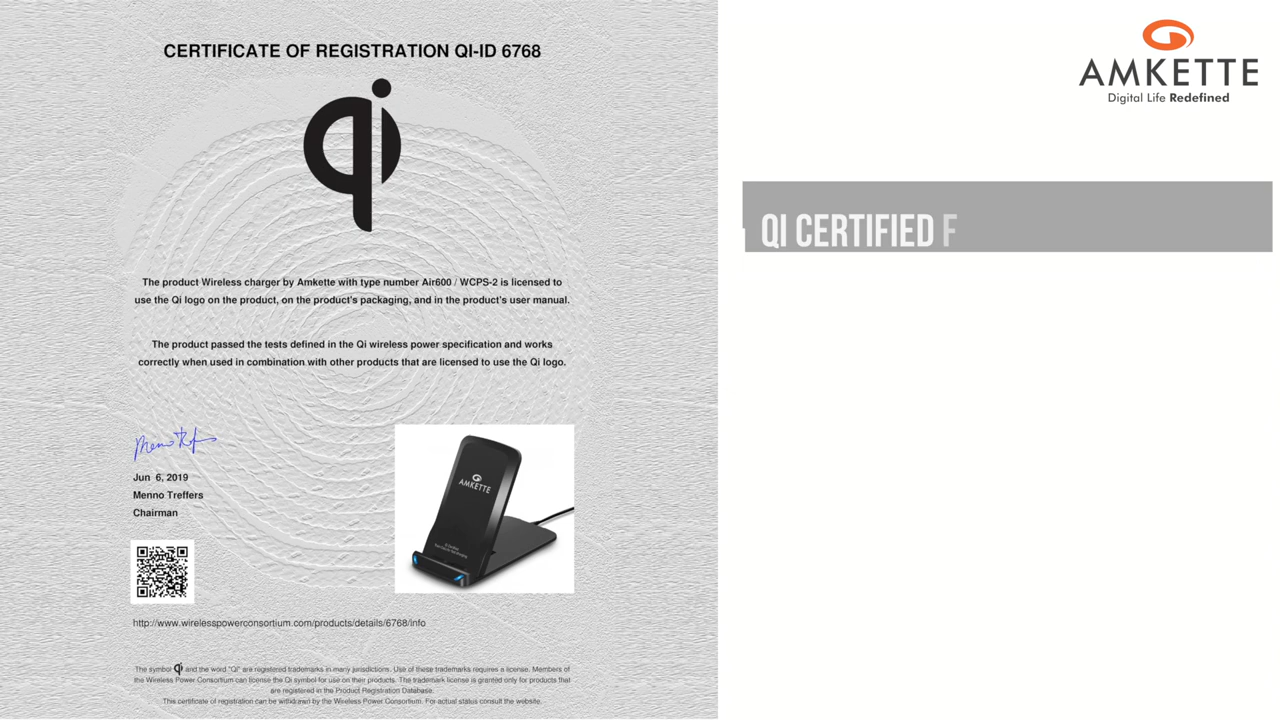 CERTIFICATE OF REGISTRATION QI-ID 6768
qi
The product Wireless charger by Amkette with type number Air600 / WCPS-2 is licensed to
use the Qi logo on the product, on the product's packaging, and in the product's user manual.
The product passed the tests defined in the Qi wireless power specification and works
correctly when used in combination with other products that are licensed to use the Qi logo.
Jun 6, 2019
Menno Treffers
Chairman
AMKETTE
http://www.wirelesspowerconsortium.com/products/details/6768/info
The symbol qi and the word "Qi" are registered trademarks in many jurisdictions. Use of these trademarks requires a license. Members of
the Wireless Power Consortium can license the Qi symbol for use on their products. The trademark license is granted only for products that
are registered in the Product Registration Database.
This certificate of registration can be withdrawn by the Wireless Power Consortium. For actual status consult the website.
AMKETTE
Digital Life Redefined
QI CERTIFIED F